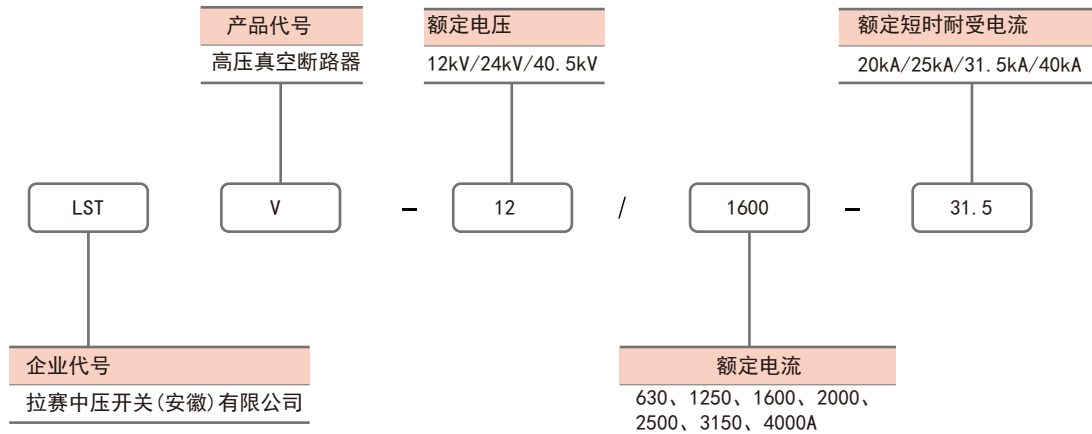 产品代号
高压真空断路器
额定电压
12kV/24kV/40.5kV
额定短时耐受电流
20kA/25kA/31.5kA/40kA
LST V - 12 / 1600 - 31.5
企业代号
拉赛中压开关(安徽)有限公司
额定电流
630、1250、1600、2000、
2500、3150、4000A